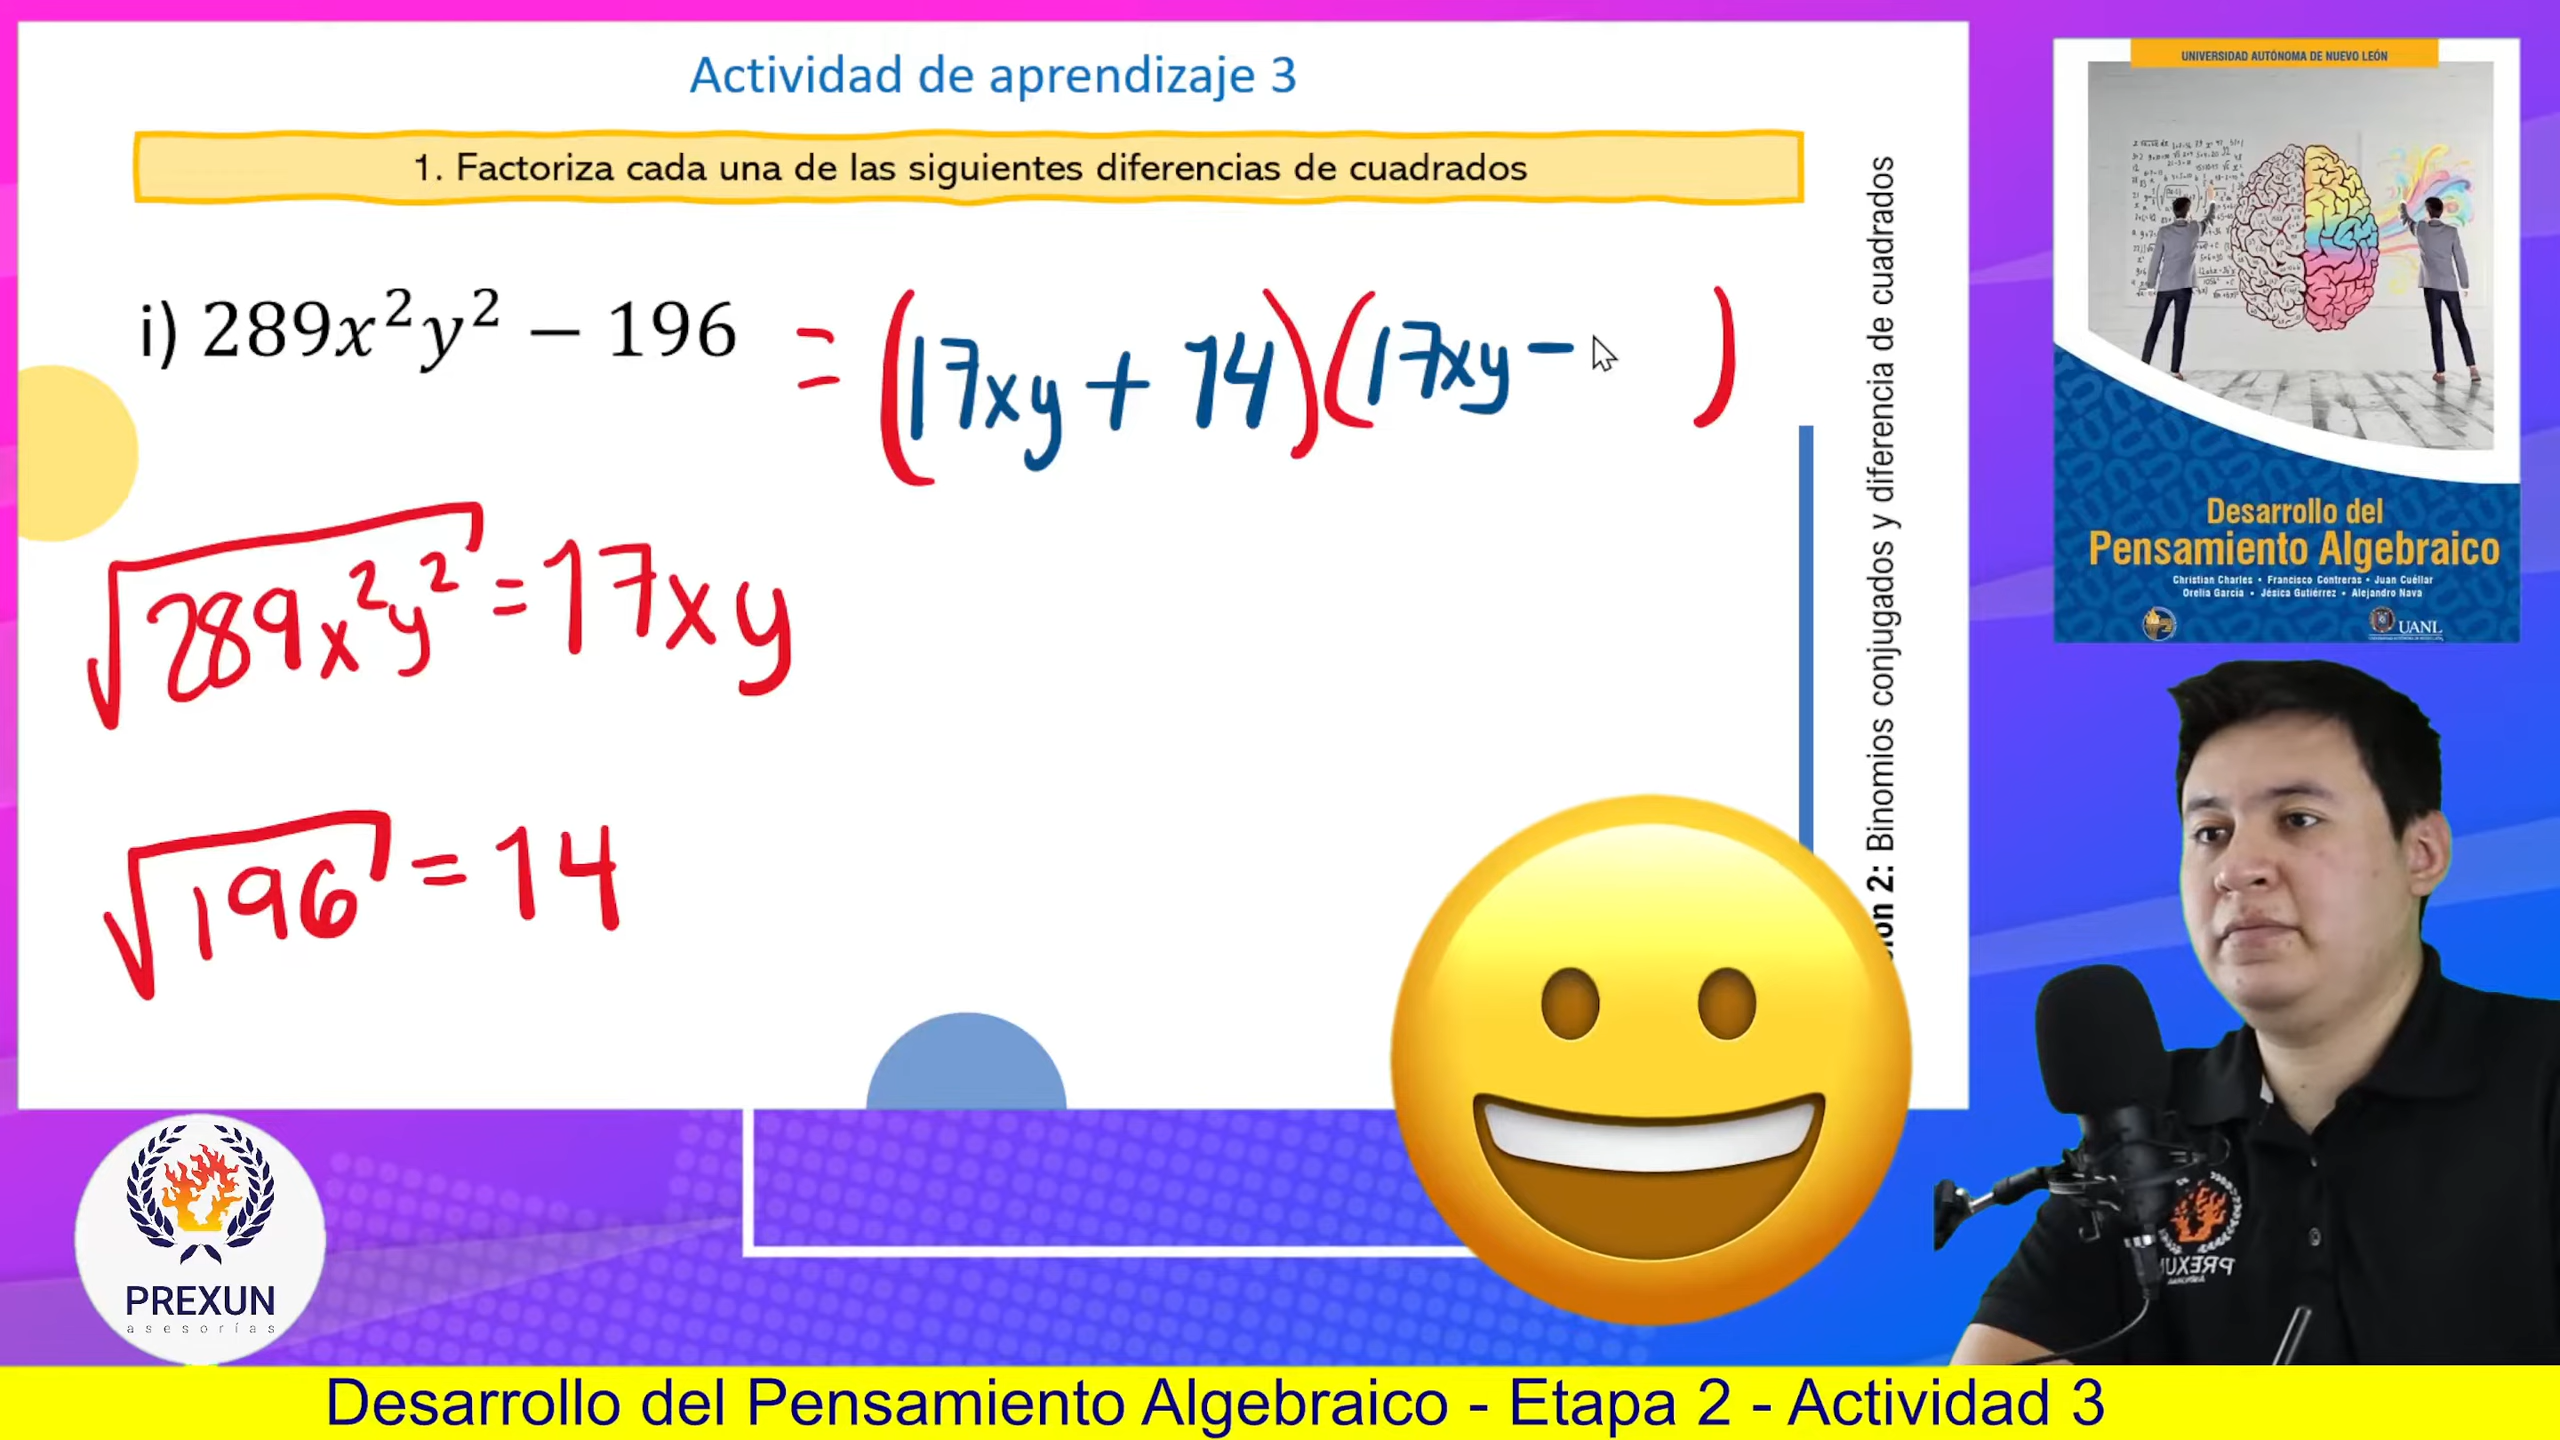 Actividad de aprendizaje 3
1. Factoriza cada una de las siguientes diferencias de cuadrados
i) 289x²y² − 196 = (17xy + 14)(17xy − )
√289x²y² = 17xy
√196 = 14
2: Binomios conjugados y diferencia de cuadrados
UNIVERSIDAD AUTÓNOMA DE NUEVO LEÓN
Desarrollo del
Pensamiento Algebraico
Christian Charles • Francisco Contreras • Juan Cuéllar
Orelia García • Jésica Gutiérrez • Alejandro Nava
UANL
PREXUN
asesorías
PREXUN
Desarrollo del Pensamiento Algebraico - Etapa 2 - Actividad 3